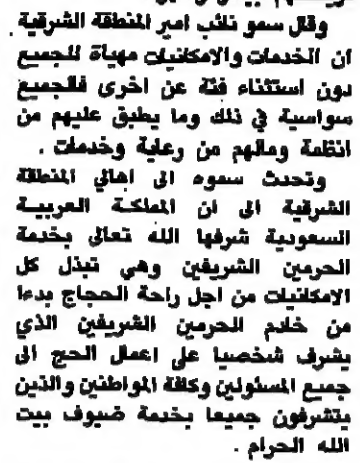 وقال سمو نائب امير المنطقة الشرقية
ان الخدمات والامكانيات مهيأة للجميع
دون استثناء فئة عن اخرى فالجميع
سواسية في ذلك وما يطبق عليهم من
انظمة ومالهم من رعاية وخدمات .
وتحدث سموه الى اهالي المنطقة
الشرقية الى ان المملكة العربية
السعودية شرفها الله تعالى بخدمة
الحرمين الشريفين وهي تبذل كل
الامكانيات من اجل راحة الحجاج بدءا
من خادم الحرمين الشريفين الذي
يشرف شخصيا على اعمال الحج الى
جميع المسئولين وكافة المواطنين والذين
يتشرفون جميعا بخدمة ضيوف بيت
الله الحرام .